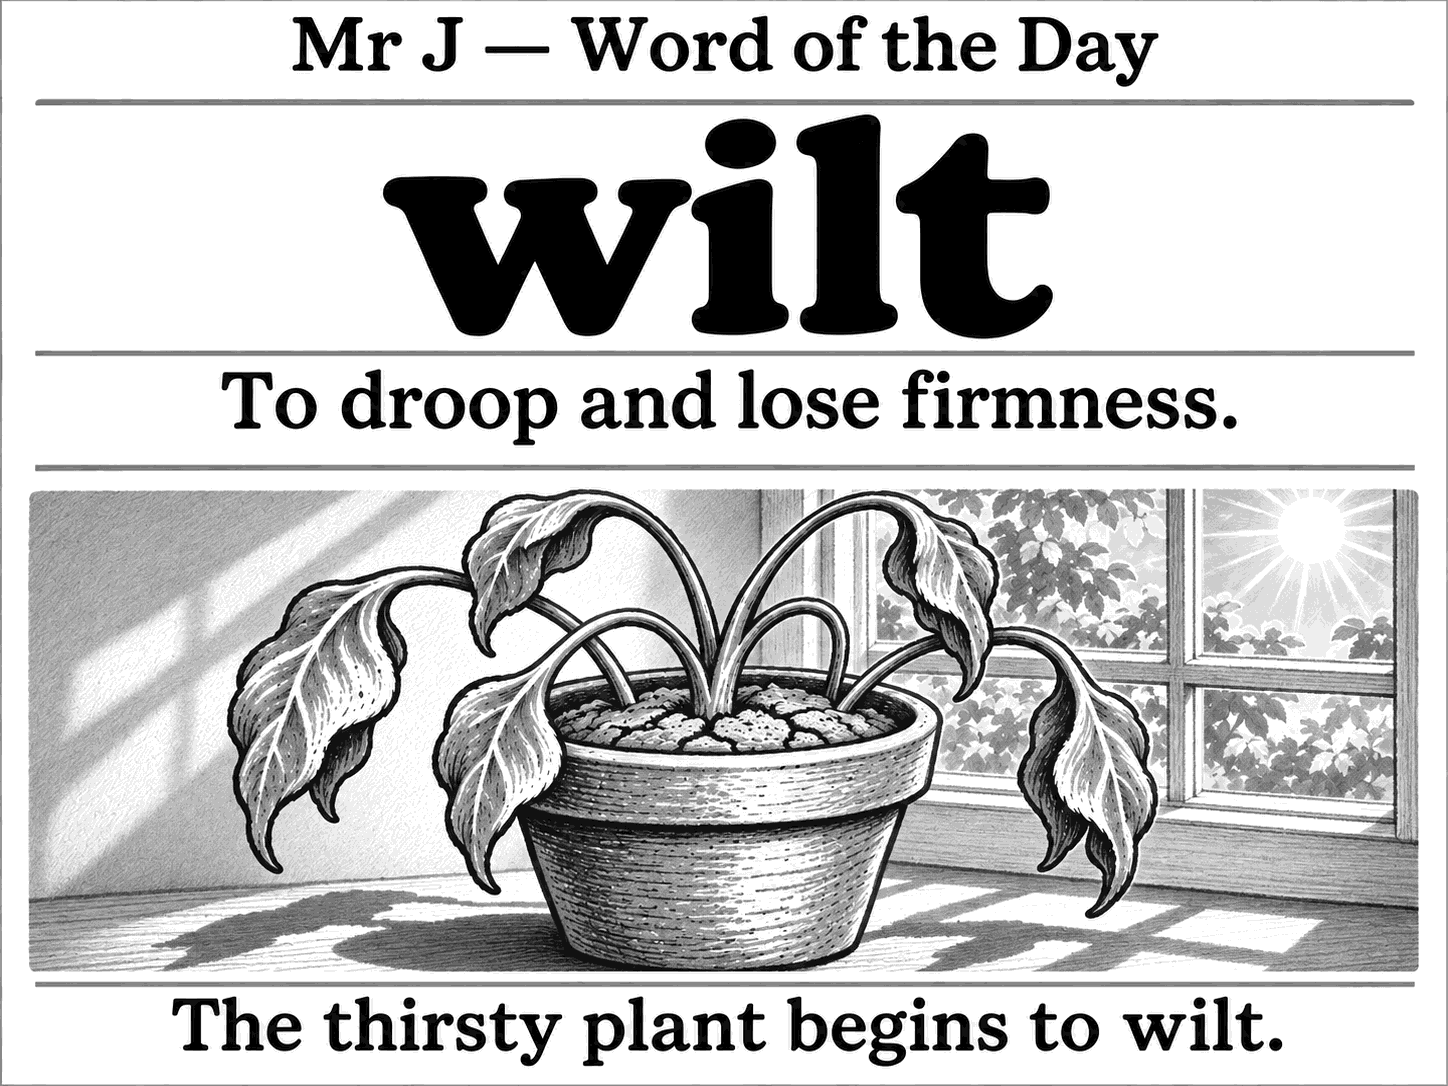 Mr J — Word of the Day
wilt
To droop and lose firmness.
The thirsty plant begins to wilt.